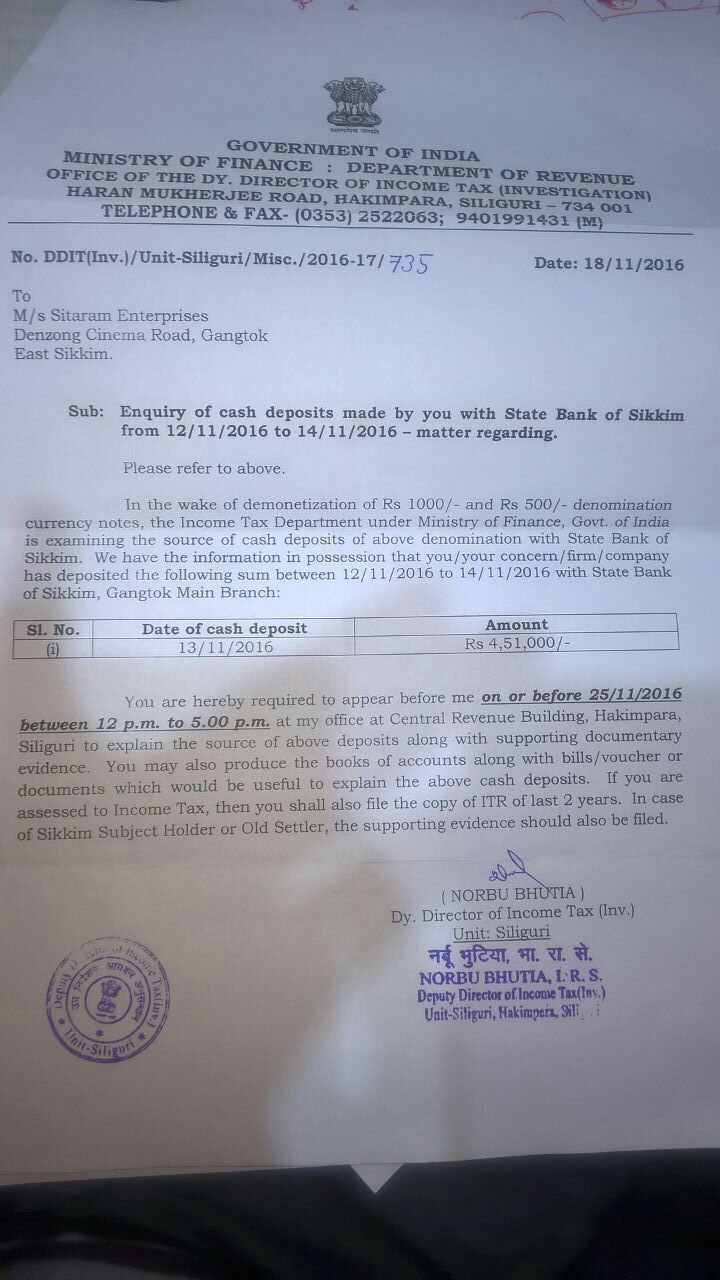 सत्यमेव जयते
GOVERNMENT OF INDIA
MINISTRY OF FINANCE : DEPARTMENT OF REVENUE
OFFICE OF THE DY. DIRECTOR OF INCOME TAX (INVESTIGATION)
HARAN MUKHERJEE ROAD, HAKIMPARA, SILIGURI – 734 001
TELEPHONE & FAX- (0353) 2522063; 9401991431 (M)
No. DDIT(Inv.)/Unit-Siliguri/Misc./2016-17/735 Date: 18/11/2016
To
M/s Sitaram Enterprises
Denzong Cinema Road, Gangtok
East Sikkim.
Sub: Enquiry of cash deposits made by you with State Bank of Sikkim
from 12/11/2016 to 14/11/2016 – matter regarding.
Please refer to above.
In the wake of demonetization of Rs 1000/- and Rs 500/- denomination
currency notes, the Income Tax Department under Ministry of Finance, Govt. of India
is examining the source of cash deposits of above denomination with State Bank of
Sikkim. We have the information in possession that you/your concern/firm/company
has deposited the following sum between 12/11/2016 to 14/11/2016 with State Bank
of Sikkim, Gangtok Main Branch:
Sl. No. Date of cash deposit Amount
(i) 13/11/2016 Rs 4,51,000/-
You are hereby required to appear before me on or before 25/11/2016
between 12 p.m. to 5.00 p.m. at my office at Central Revenue Building, Hakimpara,
Siliguri to explain the source of above deposits along with supporting documentary
evidence. You may also produce the books of accounts along with bills/voucher or
documents which would be useful to explain the above cash deposits. If you are
assessed to Income Tax, then you shall also file the copy of ITR of last 2 years. In case
of Sikkim Subject Holder or Old Settler, the supporting evidence should also be filed.
( NORBU BHUTIA )
Dy. Director of Income Tax (Inv.)
Unit: Siliguri
नर्बू भुटिया, भा. रा. से.
NORBU BHUTIA, I. R. S.
Deputy Director of Income Tax(Inv.)
Unit-Siliguri, Hakimpara,
Deputy of Income Tax
उप निदेशक आयकर
Unit-Siliguri